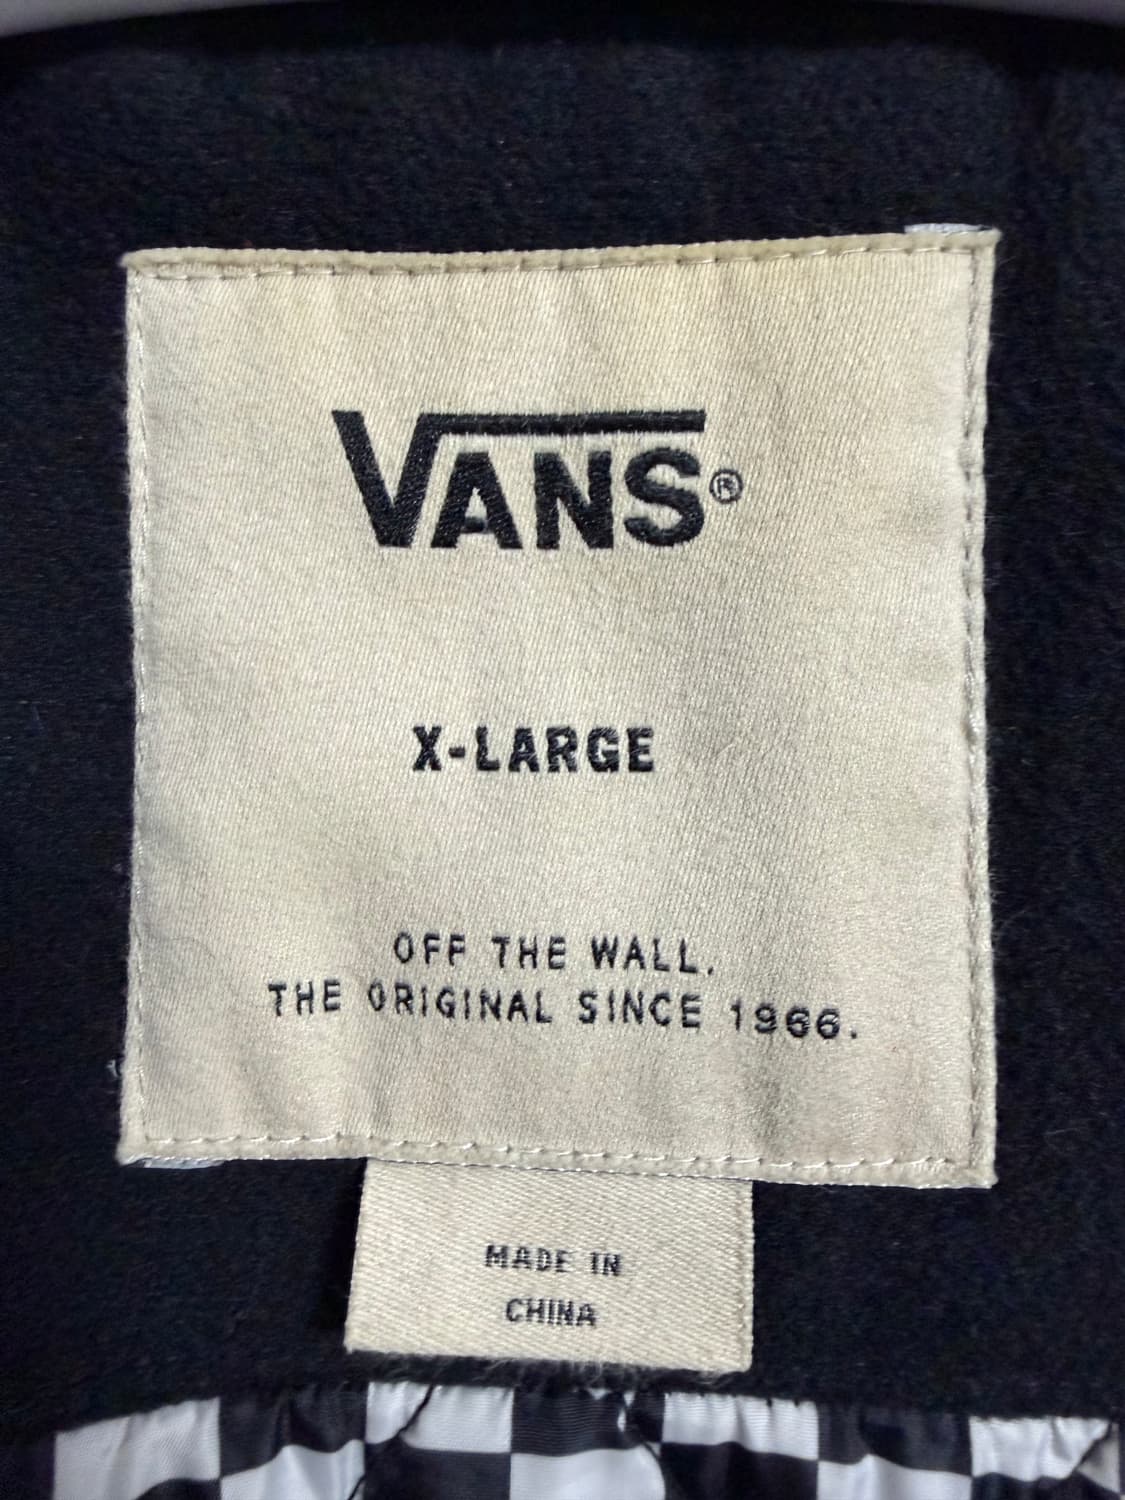 VANS®
X-LARGE
OFF THE WALL.
THE ORIGINAL SINCE 1966.
MADE IN
CHINA